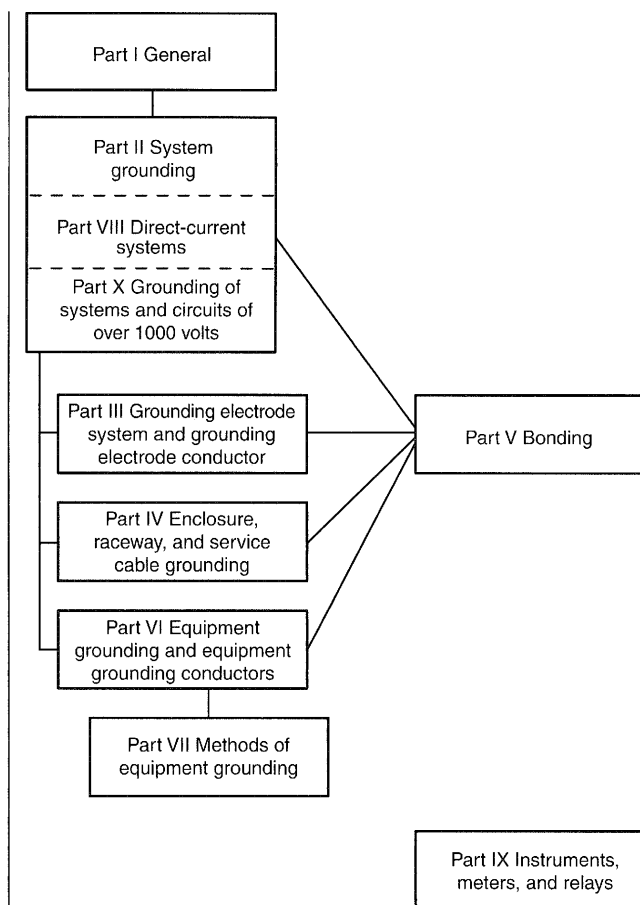 Part I General
Part II System
grounding
Part VIII Direct-current
systems
Part X Grounding of
systems and circuits of
over 1000 volts
Part III Grounding electrode
system and grounding
electrode conductor
Part V Bonding
Part IV Enclosure,
raceway, and service
cable grounding
Part VI Equipment
grounding and equipment
grounding conductors
Part VII Methods of
equipment grounding
Part IX Instruments,
meters, and relays